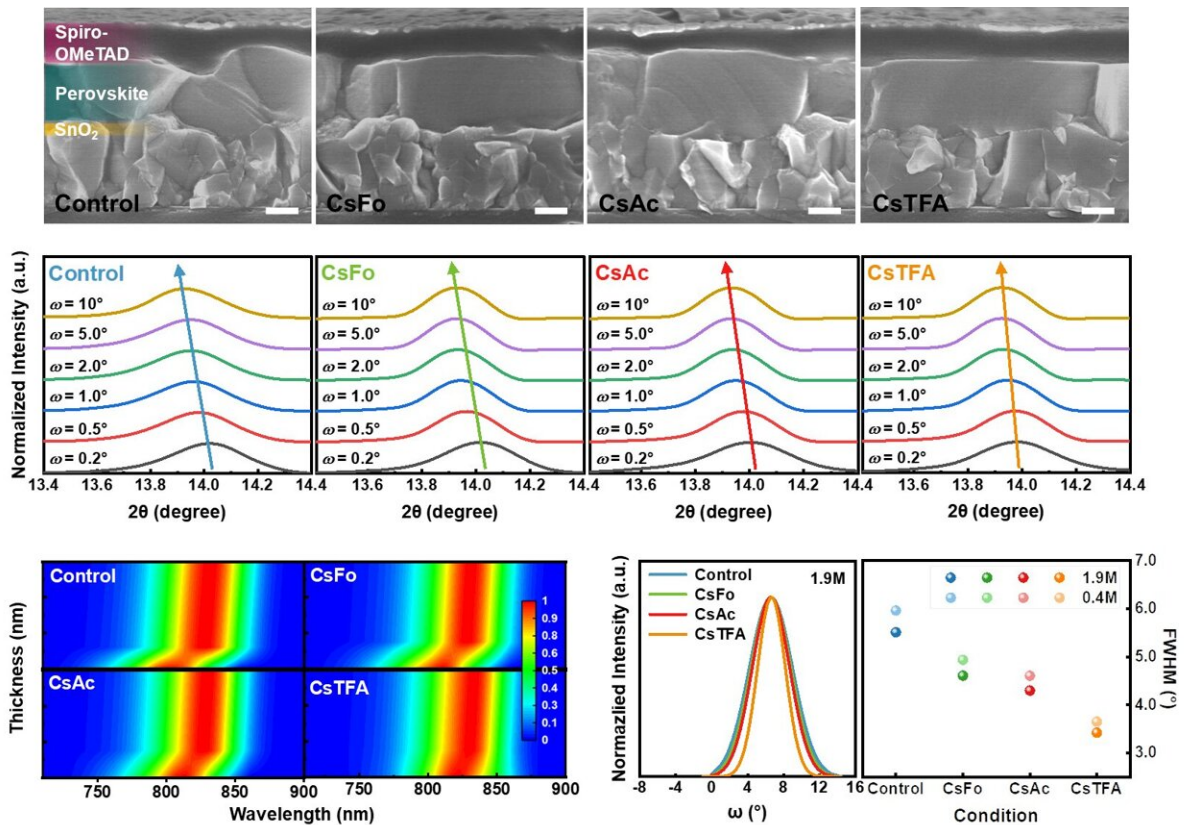 Spiro-
OMeTAD
Perovskite
SnO₂
Control
CsFo
CsAc
CsTFA
Normalized Intensity (a.u.)
Control
ω = 10°
ω = 5.0°
ω = 2.0°
ω = 1.0°
ω = 0.5°
ω = 0.2°
13.6 13.8 14.0 14.2
2θ (degree)
CsFo
ω = 10°
ω = 5.0°
ω = 2.0°
ω = 1.0°
ω = 0.5°
ω = 0.2°
13.6 13.8 14.0 14.2
2θ (degree)
CsAc
ω = 10°
ω = 5.0°
ω = 2.0°
ω = 1.0°
ω = 0.5°
ω = 0.2°
13.6 13.8 14.0 14.2
2θ (degree)
CsTFA
ω = 10°
ω = 5.0°
ω = 2.0°
ω = 1.0°
ω = 0.5°
ω = 0.2°
13.4 13.6 13.8 14.0 14.2 14.4
2θ (degree)
Thickness (nm)
Control
CsFo
CsAc
CsTFA
1
0.9
0.8
0.7
0.6
0.5
0.4
0.3
0.2
0.1
0
750 800 850 900 750 800 850 900
Wavelength (nm)
Normazlied Intensity (a.u.)
Control
CsFo
CsAc
CsTFA
1.9M
-8 -4 0 4 8 12 16
ω (°)
1.9M
0.4M
7.0
6.0
5.0
4.0
3.0
FWHM (°)
Control CsFo CsAc CsTFA
Condition